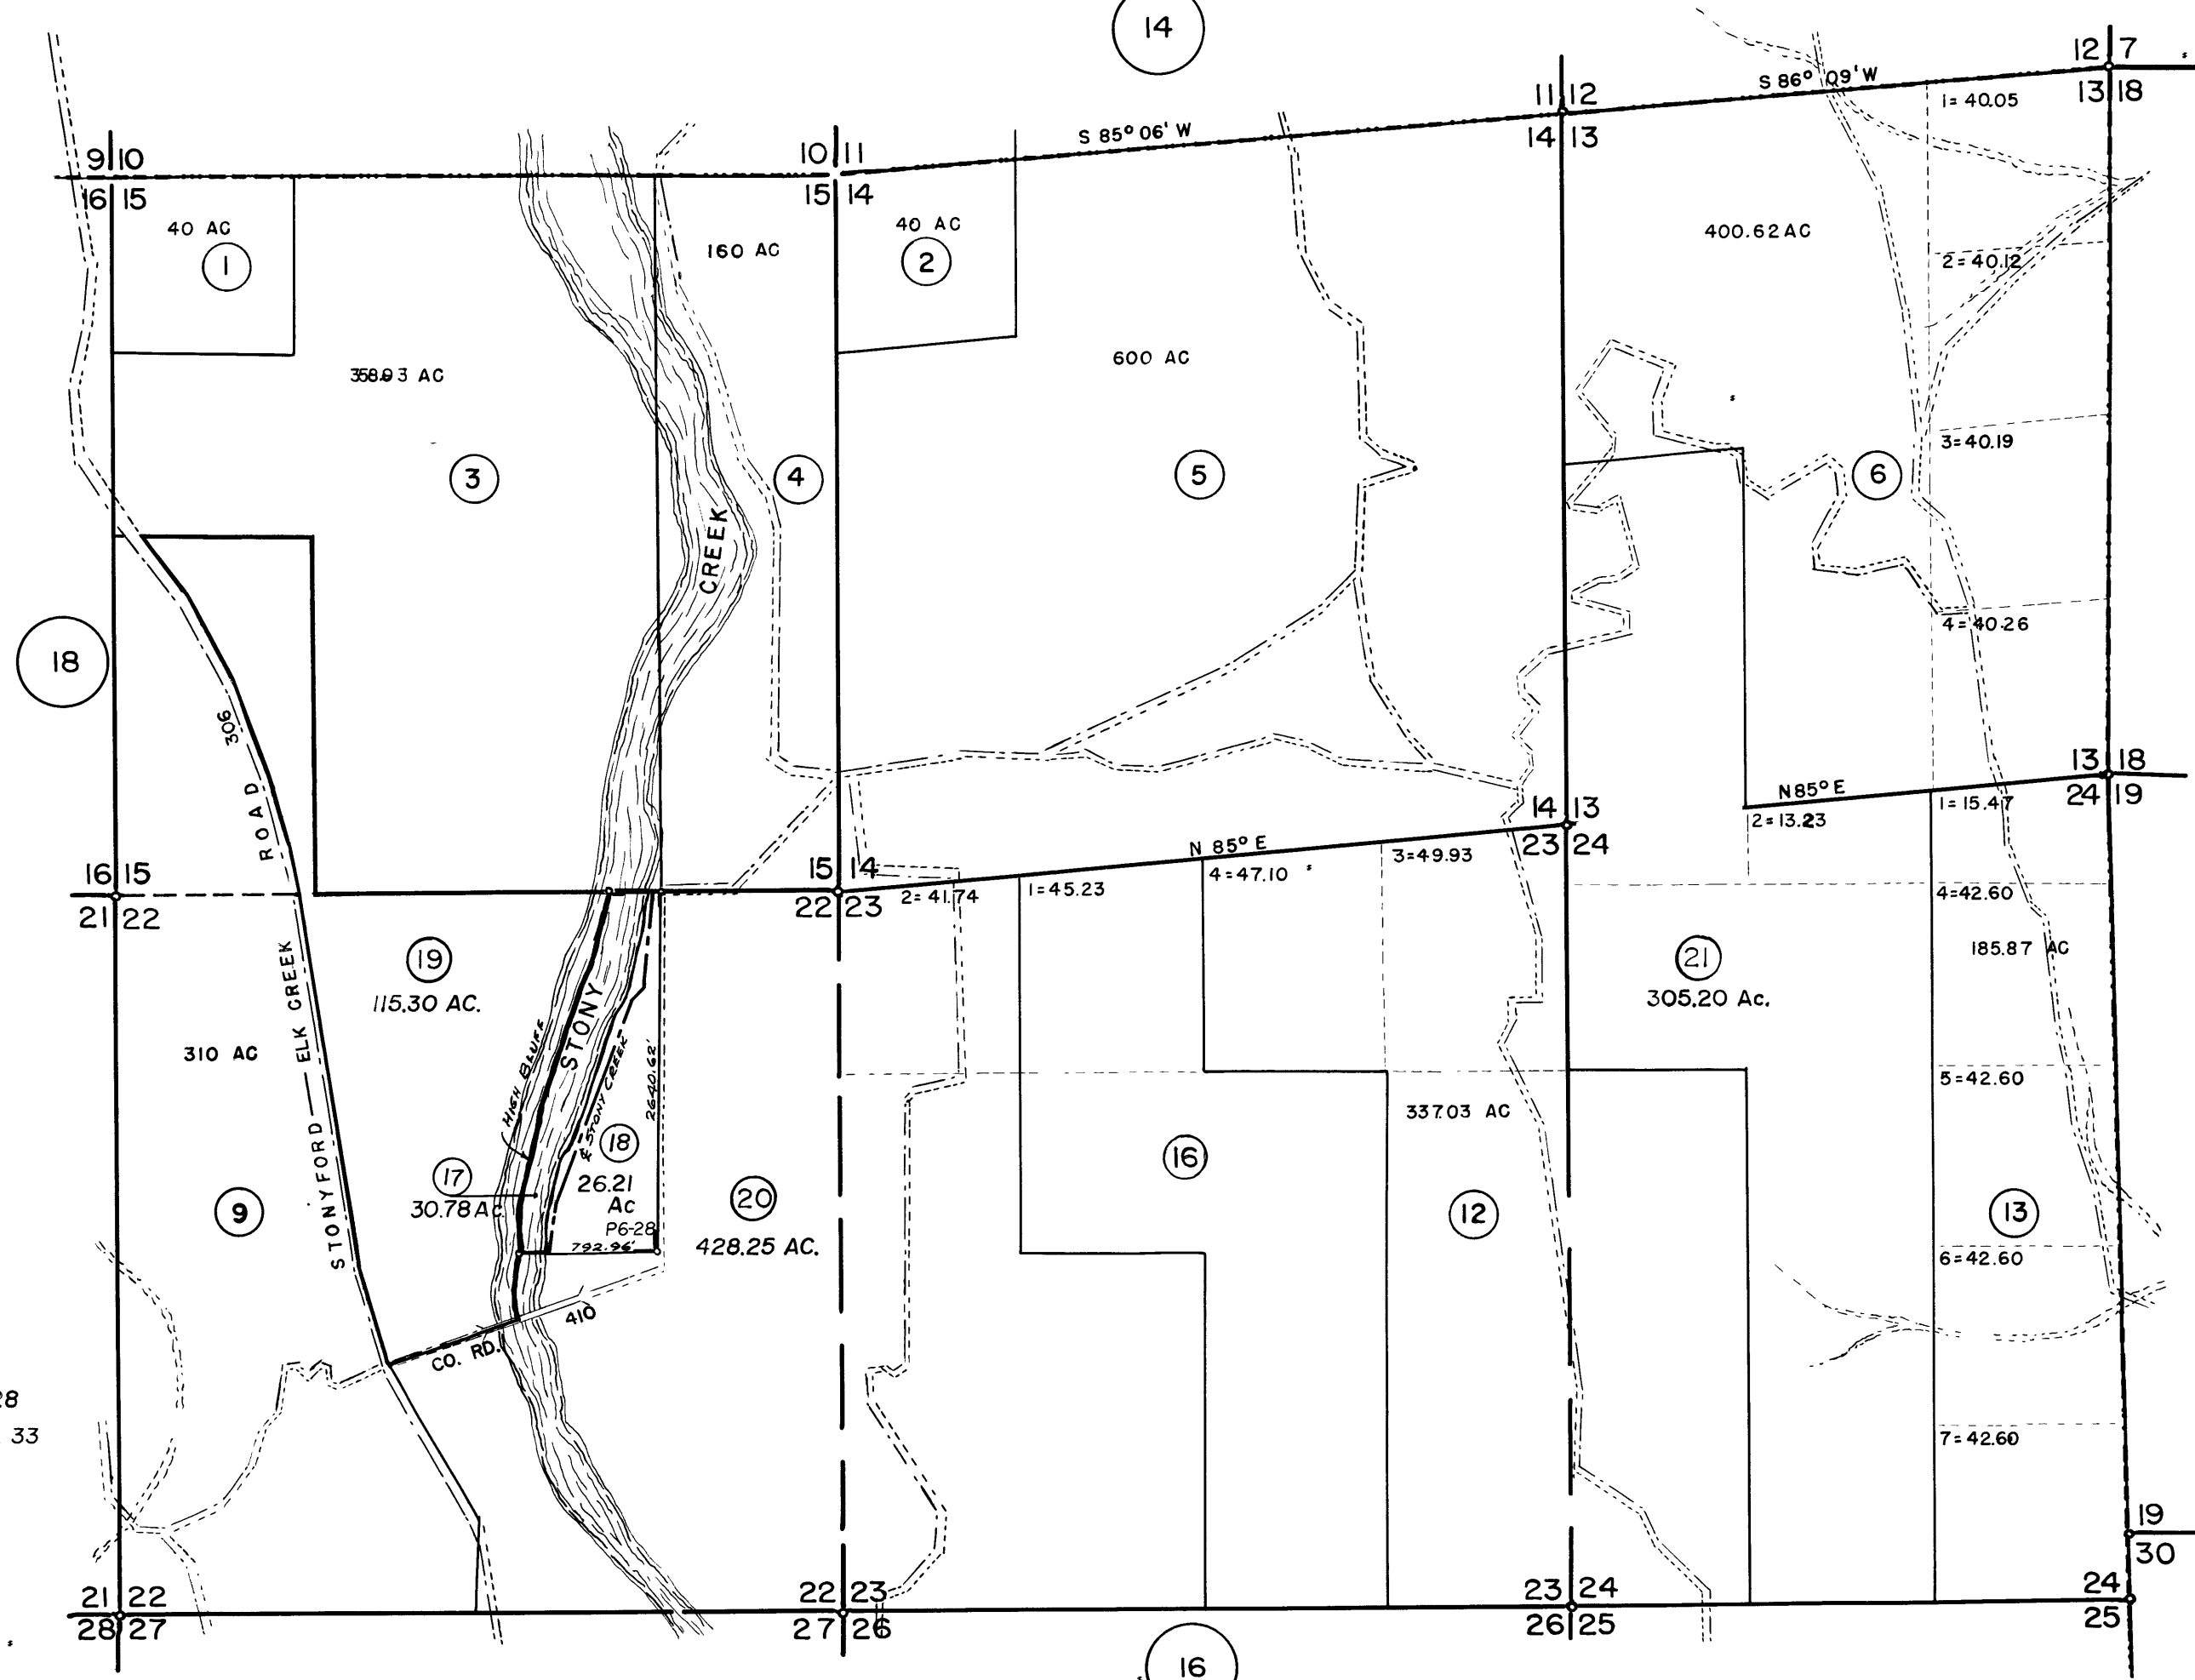 14
12 7
13 18
S 86° 09' W
1= 40.05
11 12
14 13
S 85° 06' W
9 10
16 15
10 11
15 14
40 AC
1
160 AC
40 AC
2
400.62 AC
2=40.12
600 AC
3
4
5
6
3=40.19
CREEK
4=40.26
18
306
ROAD
13 18
24 19
N85° E
1=15.47
2=13.23
14 13
23 24
N 85° E
3=49.93
4=47.10
1=45.23
2=41.74
16 15
21 22
15 14
22 23
4=42.60
185.87 AC
19
115.30 AC.
21
305.20 Ac.
STONYFORD — ELK CREEK
310 AC
STONY
HIGH BLUFF
₵ STONY CREEK
2640.62'
5=42.60
337.03 AC
18
26.21
Ac
P6-28
792.96'
17
30.78 Ac
16
9
20
428.25 AC.
12
13
6=42.60
410
CO. RD.
28
33
7=42.60
19
30
21 22
28 27
22 23
27 26
23 24
26 25
24
25
16